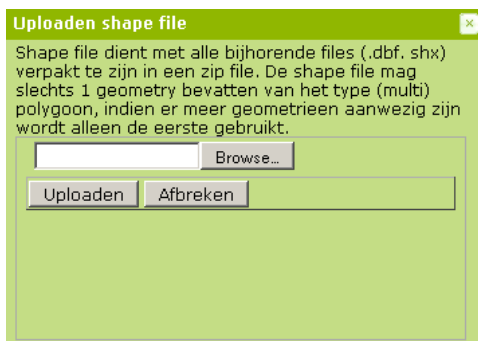 Uploaden shape file
Shape file dient met alle bijhorende files (.dbf. shx)
verpakt te zijn in een zip file. De shape file mag
slechts 1 geometry bevatten van het type (multi)
polygoon, indien er meer geometrieen aanwezig zijn
wordt alleen de eerste gebruikt.
Browse...
Uploaden Afbreken